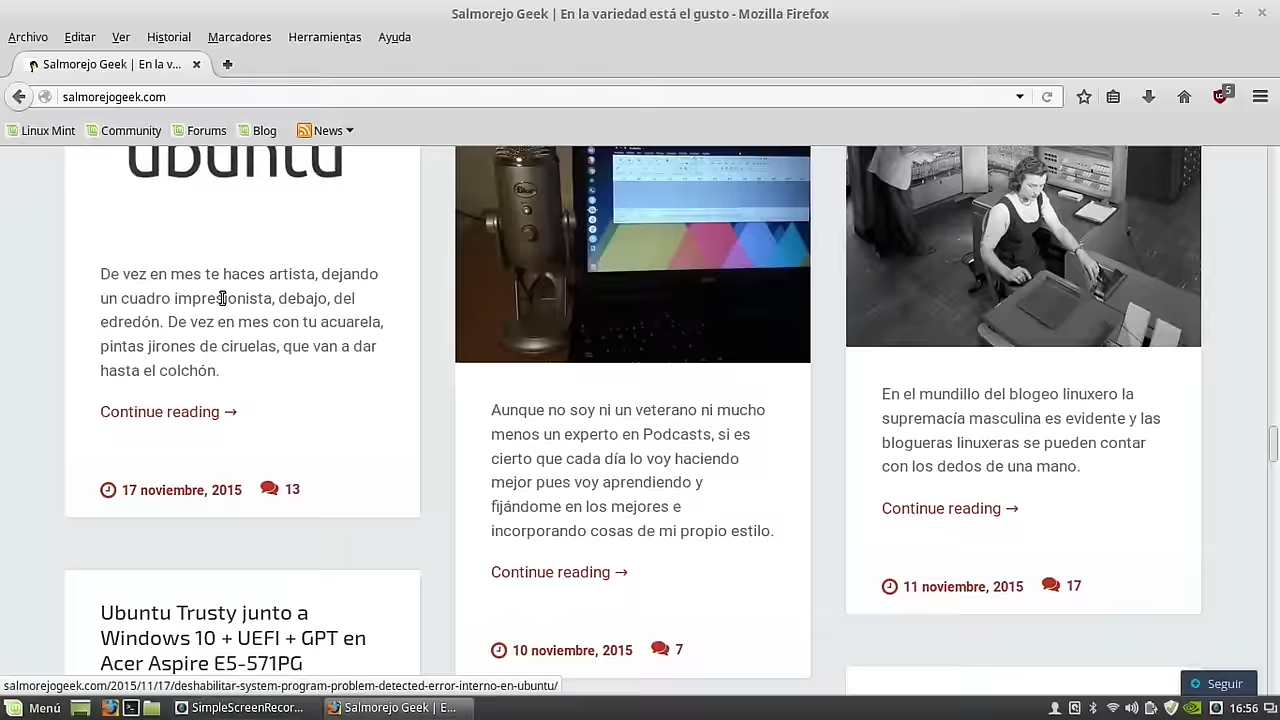 Salmorejo Geek | En la variedad está el gusto - Mozilla Firefox
Archivo Editar Ver Historial Marcadores Herramientas Ayuda
Salmorejo Geek | En la v...
salmorejogeek.com
5
Linux Mint Community Forums Blog News
ubuntu
De vez en mes te haces artista, dejando
un cuadro impresionista, debajo, del
edredón. De vez en mes con tu acuarela,
pintas jirones de ciruelas, que van a dar
hasta el colchón.
Continue reading →
17 noviembre, 2015 13
Ubuntu Trusty junto a
Windows 10 + UEFI + GPT en
Acer Aspire E5-571PG
Blue
Aunque no soy ni un veterano ni mucho
menos un experto en Podcasts, si es
cierto que cada día lo voy haciendo
mejor pues voy aprendiendo y
fijándome en los mejores e
incorporando cosas de mi propio estilo.
Continue reading →
10 noviembre, 2015 7
En el mundillo del blogeo linuxero la
supremacía masculina es evidente y las
blogueras linuxeras se pueden contar
con los dedos de una mano.
Continue reading →
11 noviembre, 2015 17
salmorejogeek.com/2015/11/17/deshabilitar-system-program-problem-detected-error-interno-en-ubuntu/
Seguir
Menú SimpleScreenRecor... Salmorejo Geek | E... 16:56